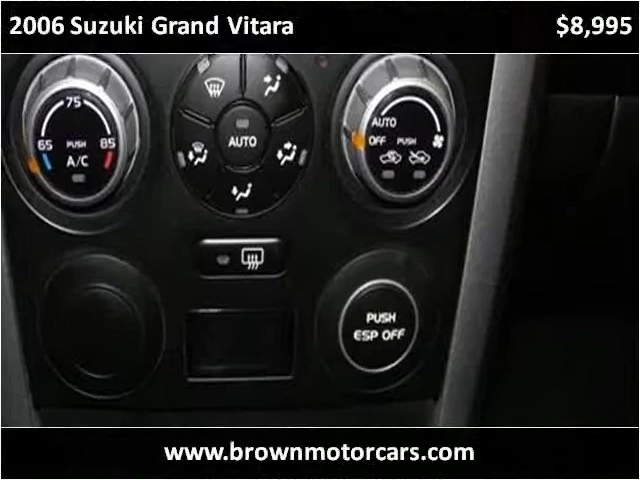 2006 Suzuki Grand Vitara $8,995
75
65 PUSH 85
A/C
AUTO
AUTO
OFF PUSH
PUSH
ESP OFF
www.brownmotorcars.com